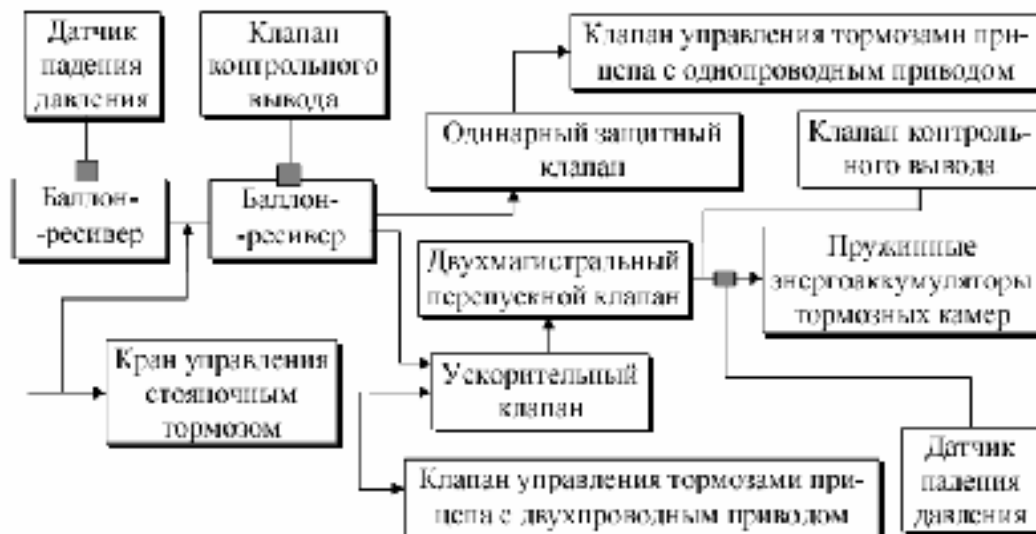 Датчик
падения
давления
Клапан
контрольного
вывода
Клапан управления тормозами при-
цепа с однопроводным приводом
Одинарный защитный
клапан
Клапан контроль-
ного вывода
Баллон-
-ресивер
Баллон-
-ресивер
Двухмагистральный
перепускной клапан
Пружинные
энергоаккумуляторы
тормозных камер
Кран управления
стояночным
тормозом
Ускорительный
клапан
Клапан управления тормозами при-
цепа с двухпроводным приводом
Датчик
падения
давления